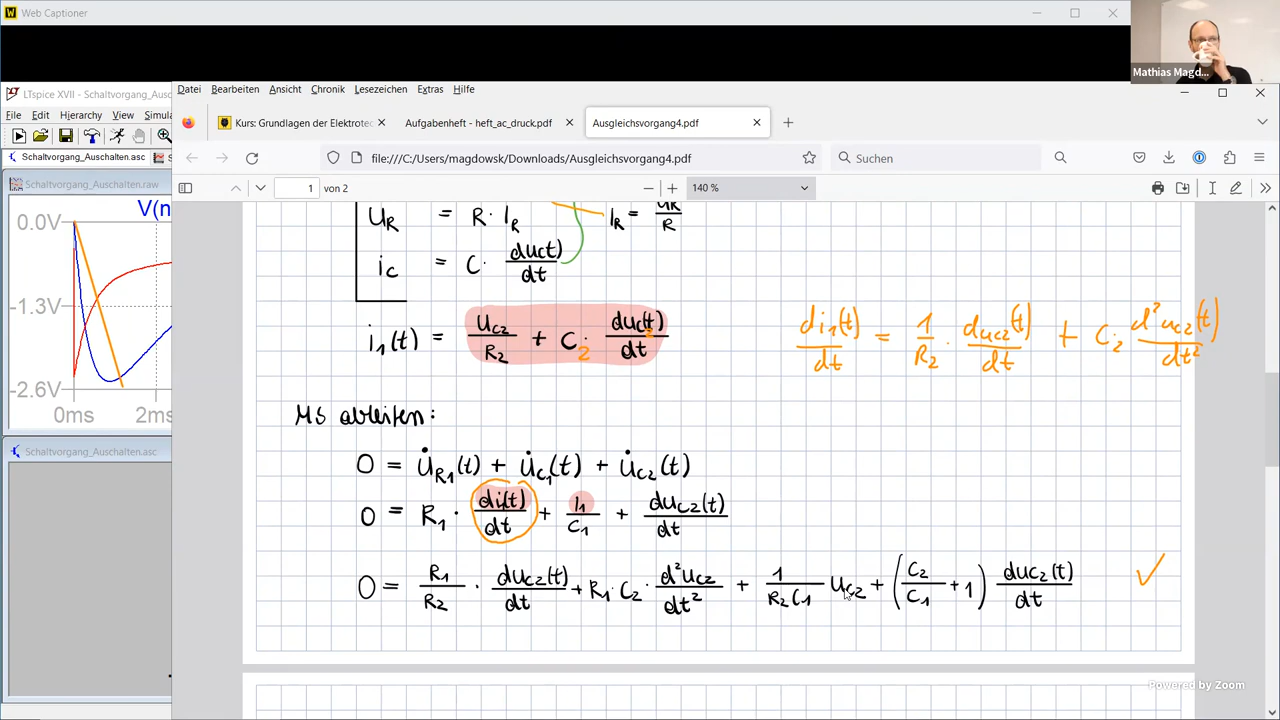 Web Captioner
Mathias Magd...
LTspice XVII - Schaltvorgang_Aus
File Edit Hierarchy View Simula
Schaltvorgang_Auschalten.asc
Schaltvorgang_Auschalten.raw
V(n
0.0V
-1.3V
-2.6V
0ms 2ms
Schaltvorgang_Auschalten.asc
Datei Bearbeiten Ansicht Chronik Lesezeichen Extras Hilfe
Kurs: Grundlagen der Elektrotec
Aufgabenheft - heft_ac_druck.pdf
Ausgleichsvorgang4.pdf
file:///C:/Users/magdowsk/Downloads/Ausgleichsvorgang4.pdf
Suchen
1 von 2
140 %
u_R = R · I_R I_R = u_R/R
i_C = C · du_C(t)/dt
i_1(t) = u_C2/R_2 + C_2 · du_C2(t)/dt
di_1(t)/dt = 1/R_2 · du_C2(t)/dt + C_2 · d²u_C2(t)/dt²
MS ableiten:
0 = u̇_R1(t) + u̇_C1(t) + u̇_C2(t)
0 = R_1 · di_1(t)/dt + i_1/C_1 + du_C2(t)/dt
0 = R_1/R_2 · du_C2(t)/dt + R_1 · C_2 · d²u_C2/dt² + 1/(R_2 C_1) u_C2 + (C_2/C_1 + 1) du_C2(t)/dt ✓
Powered by Zoom